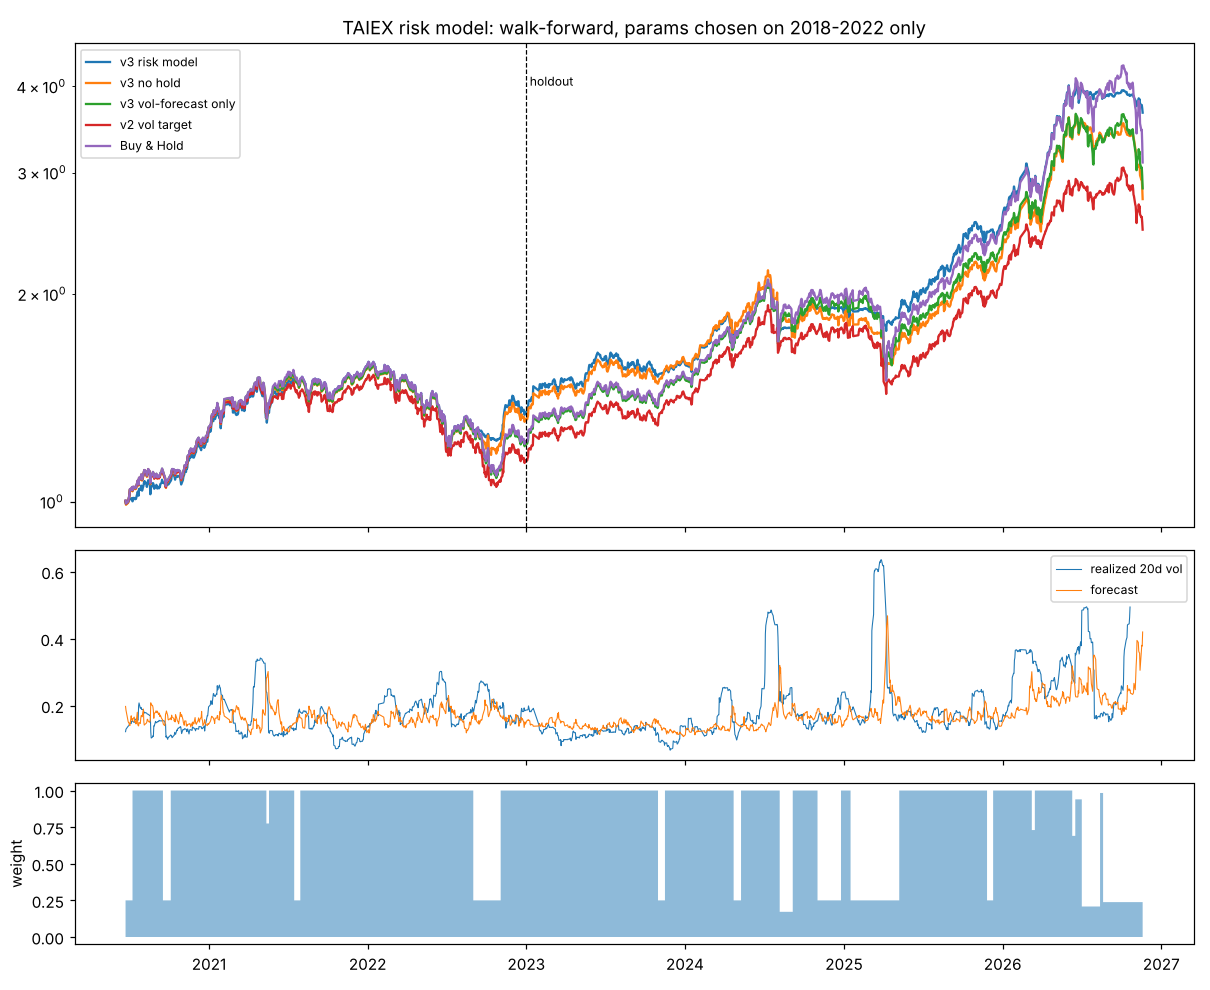 TAIEX risk model: walk-forward, params chosen on 2018-2022 only
v3 risk model
v3 no hold
v3 vol-forecast only
v2 vol target
Buy & Hold
holdout
4 × 10⁰
3 × 10⁰
2 × 10⁰
10⁰
realized 20d vol
forecast
0.6
0.4
0.2
weight
1.00
0.75
0.50
0.25
0.00
2021 2022 2023 2024 2025 2026 2027